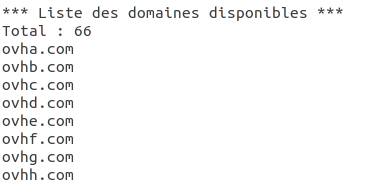 *** Liste des domaines disponibles ***
Total : 66
ovha.com
ovhb.com
ovhc.com
ovhd.com
ovhe.com
ovhf.com
ovhg.com
ovhh.com